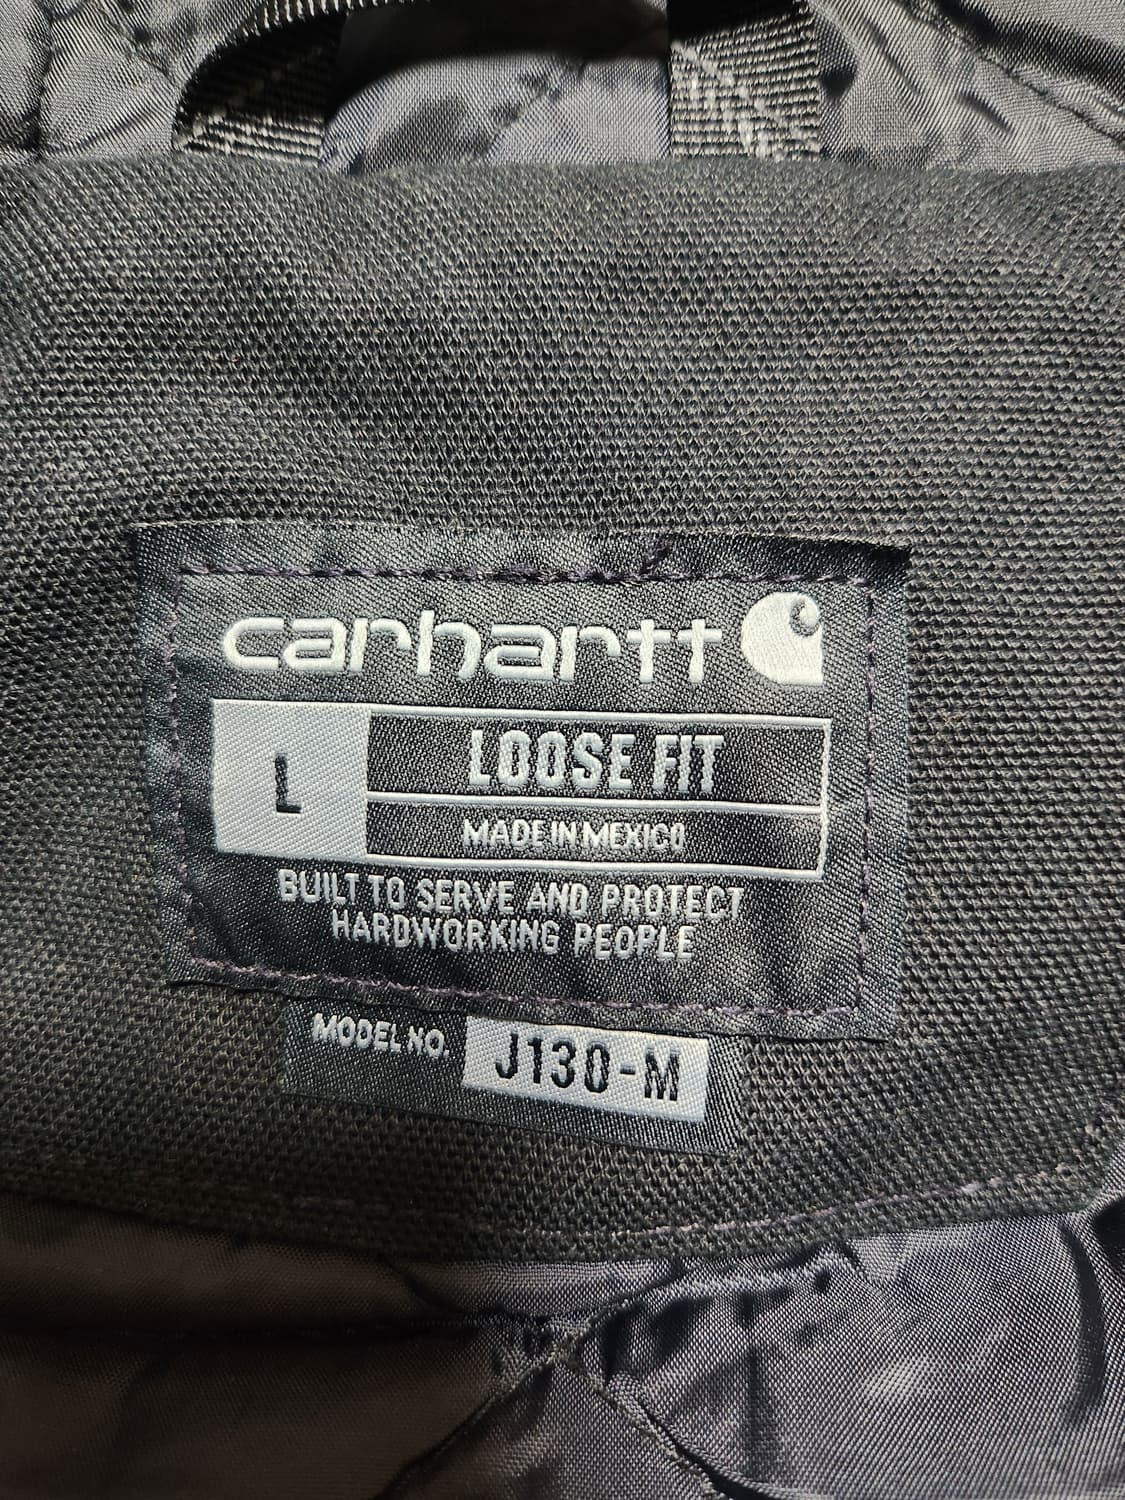 carhartt
L
LOOSE FIT
MADE IN MEXICO
BUILT TO SERVE AND PROTECT
HARDWORKING PEOPLE
MODEL NO. J130-M